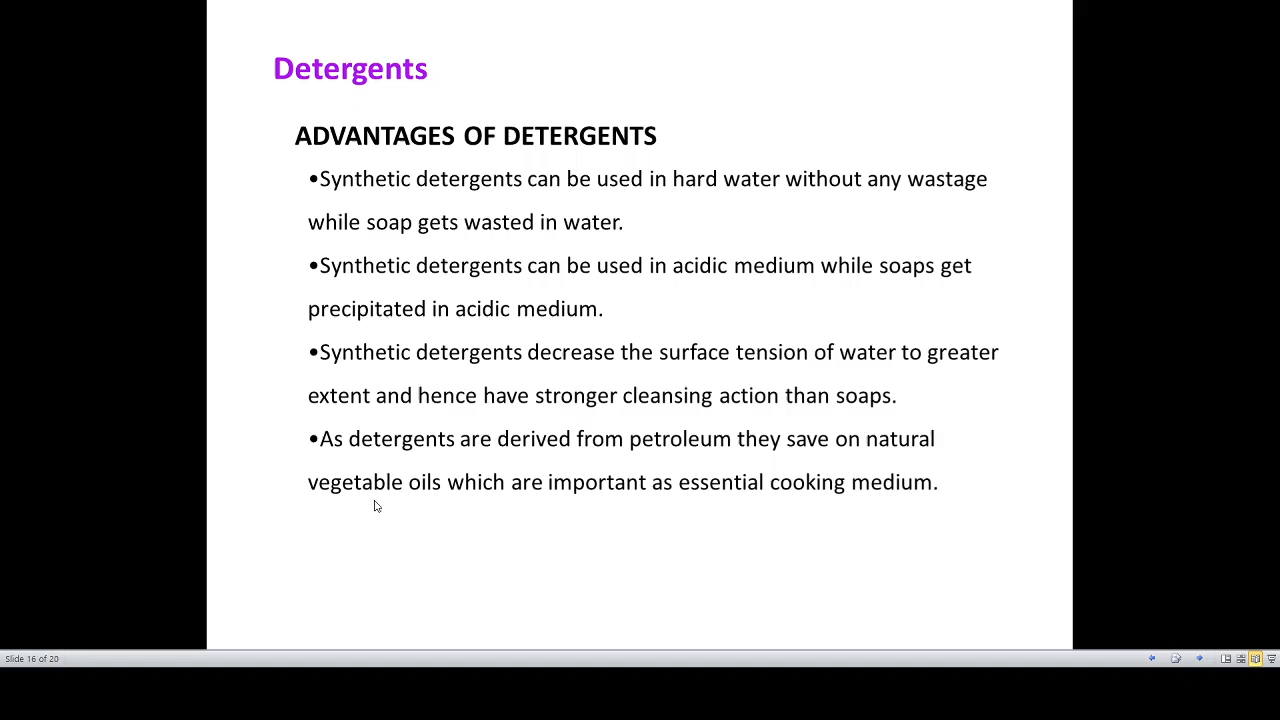 Detergents
ADVANTAGES OF DETERGENTS
•Synthetic detergents can be used in hard water without any wastage
while soap gets wasted in water.
•Synthetic detergents can be used in acidic medium while soaps get
precipitated in acidic medium.
•Synthetic detergents decrease the surface tension of water to greater
extent and hence have stronger cleansing action than soaps.
•As detergents are derived from petroleum they save on natural
vegetable oils which are important as essential cooking medium.
Slide 16 of 20